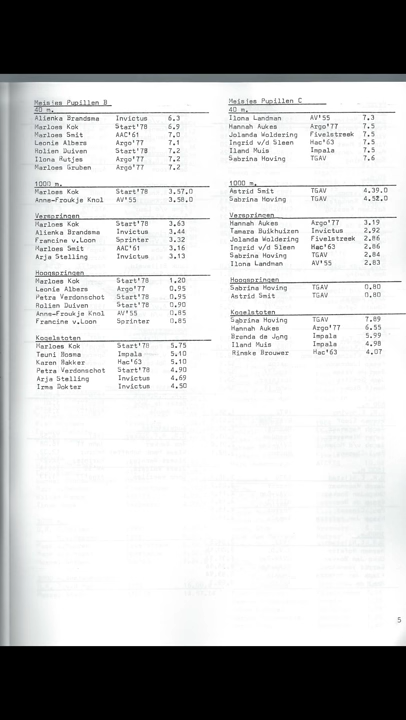 Meisjes Pupillen B
40 m.
Alienka Brandsma Invictus 6.3
Marloes Kok Start'78 6.9
Marloes Smit AAC'61 7.0
Leonie Albers Argo'77 7.1
Rolien Duiven Start'78 7.2
Ilona Rutjes Argo'77 7.2
Marloes Gruben Argo'77 7.2
1000 m.
Marloes Kok Start'78 3.57.0
Anne-Froukje Knol AV'55 3.58.0
Verspringen
Marloes Kok Start'78 3.63
Alienka Brandsma Invictus 3.44
Francine v.Loon Sprinter 3.32
Marloes Smit AAC'61 3.16
Arja Stelling Invictus 3.13
Hoogspringen
Marloes Kok Start'78 1.20
Leonie Albers Argo'77 0.95
Petra Verdonschot Start'78 0.95
Rolien Duiven Start'78 0.90
Anne-Froukje Knol AV'55 0.85
Francine v.Loon Sprinter 0.85
Kogelstoten
Marloes Kok Start'78 5.75
Teuni Bosma Impala 5.10
Karen Bakker Hac'63 5.10
Petra Verdonschot Start'78 4.90
Arja Stelling Invictus 4.69
Irma Dokter Invictus 4.50
Meisjes Pupillen C
40 m.
Ilona Landman AV'55 7.3
Hannah Aukes Argo'77 7.5
Jolanda Woldering Fivelstreek 7.5
Ingrid v/d Sleen Hac'63 7.5
Iland Muis Impala 7.5
Sabrina Hoving TGAV 7.6
1000 m.
Astrid Smit TGAV 4.39.0
Sabrina Hoving TGAV 4.52.0
Verspringen
Hannah Aukes Argo'77 3.19
Tamara Buikhuizen Invictus 2.92
Jolanda Woldering Fivelstreek 2.86
Ingrid v/d Sleen Hac'63 2.86
Sabrina Hoving TGAV 2.84
Ilona Landman AV'55 2.83
Hoogspringen
Sabrina Hoving TGAV 0.80
Astrid Smit TGAV 0.80
Kogelstoten
Sabrina Hoving TGAV 7.89
Hannah Aukes Argo'77 6.55
Brenda de Jong Impala 5.99
Iland Muis Impala 4.98
Rinske Brouwer Hac'63 4.07
5